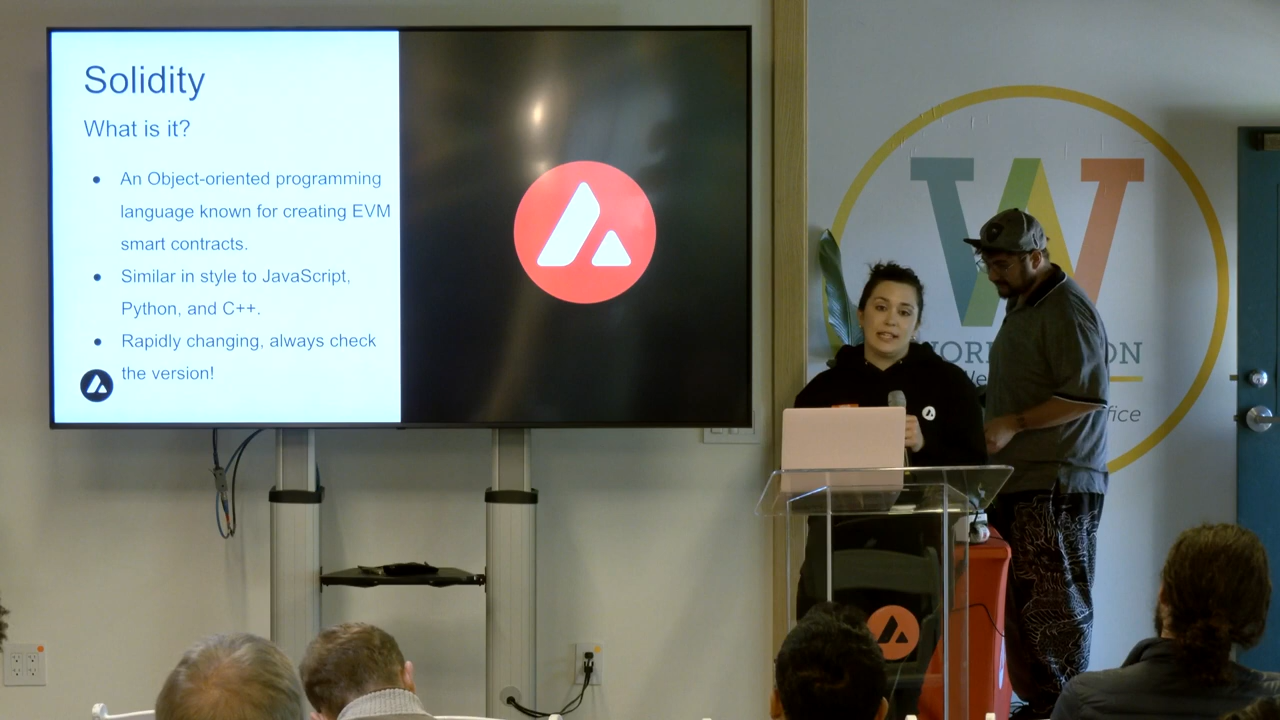 Solidity
What is it?
● An Object-oriented programming
language known for creating EVM
smart contracts.
● Similar in style to JavaScript,
Python, and C++.
● Rapidly changing, always check
the version!
W